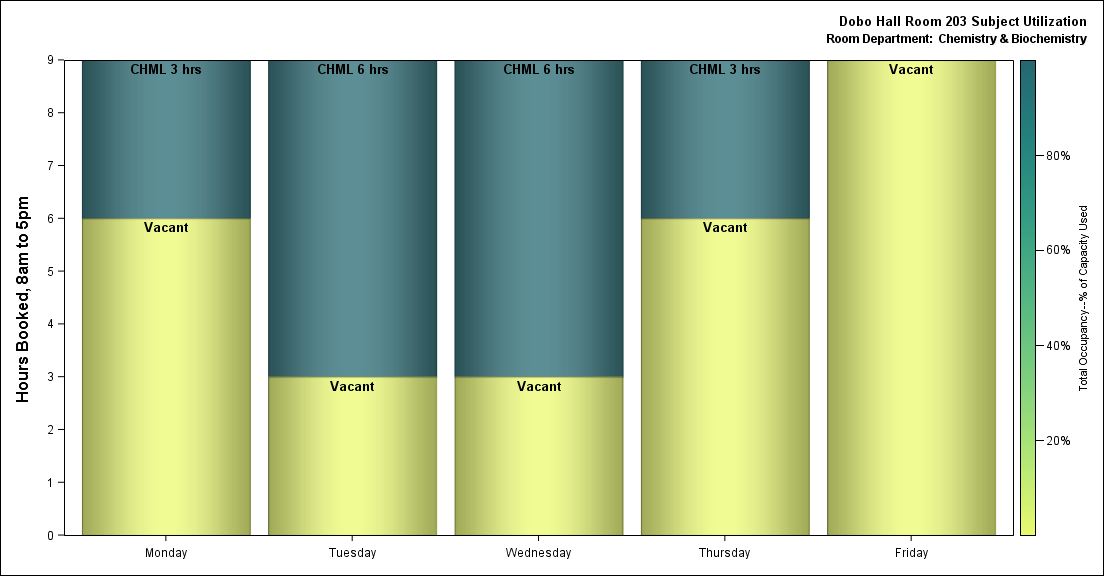 Dobo Hall Room 203 Subject Utilization
Room Department: Chemistry & Biochemistry
Hours Booked, 8am to 5pm
9
8
7
6
5
4
3
2
1
0
CHML 3 hrs
Vacant
CHML 6 hrs
Vacant
CHML 6 hrs
Vacant
CHML 3 hrs
Vacant
Vacant
Monday
Tuesday
Wednesday
Thursday
Friday
80%
60%
40%
20%
Total Occupancy--% of Capacity Used